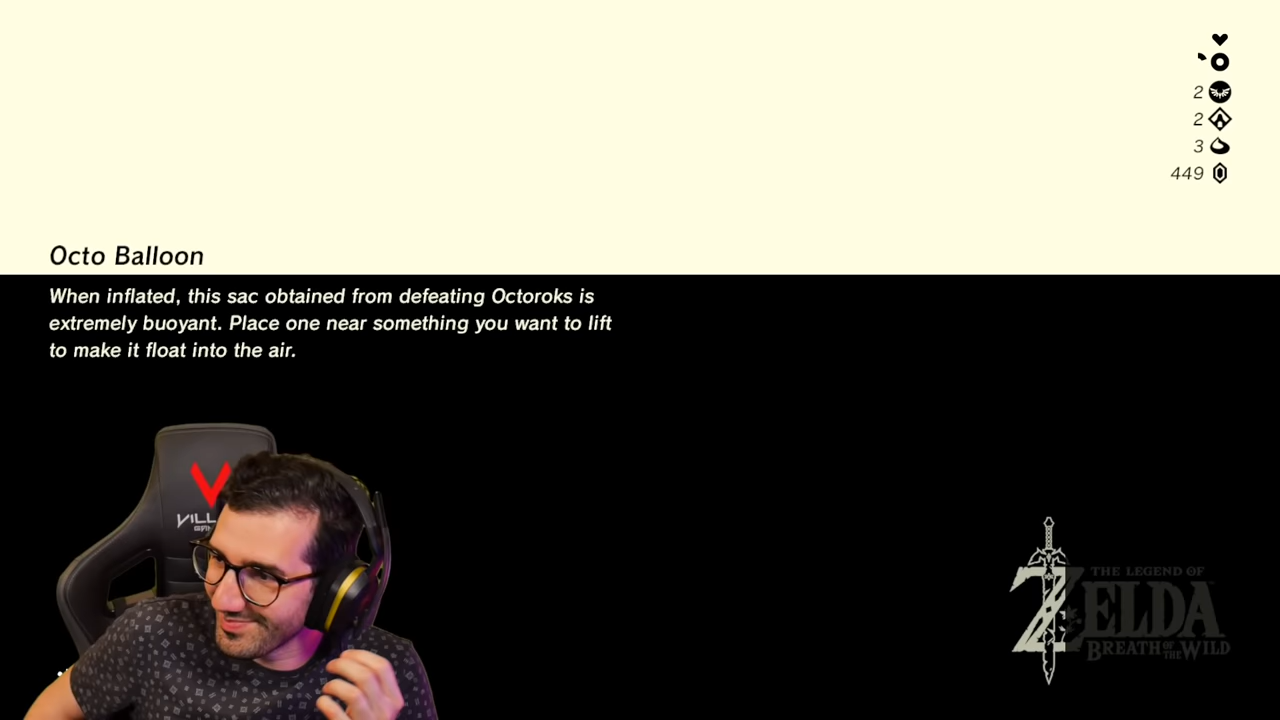 2
2
3
449
Octo Balloon
When inflated, this sac obtained from defeating Octoroks is
extremely buoyant. Place one near something you want to lift
to make it float into the air.
VILL
THE LEGEND OF
ZELDA
BREATH OF THE WILD